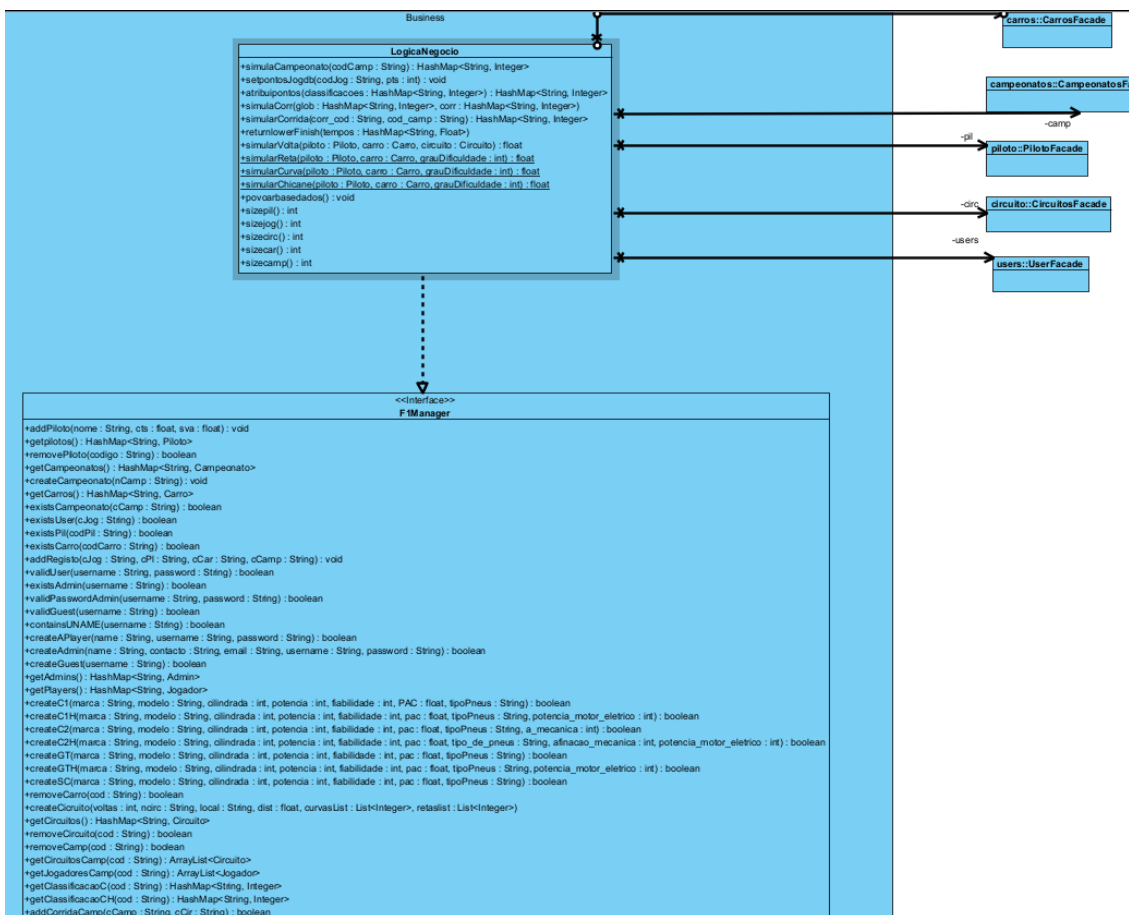 Business
carros::CarrosFacade
LogicaNegocio
+simulaCampeonato(codCamp : String) : HashMap<String, Integer>
+setpontosJogdb(codJog : String, pts : int) : void
+atribuipontos(classificacoes : HashMap<String, Integer>) : HashMap<String, Integer>
+simulaCorr(glob : HashMap<String, Integer>, corr : HashMap<String, Integer>)
+simularCorrida(corr_cod : String, cod_camp : String) : HashMap<String, Integer>
+returnlowerFinish(tempos : HashMap<String, Float>)
+simularVolta(piloto : Piloto, carro : Carro, circuito : Circuito) : float
+simularReta(piloto : Piloto, carro : Carro, grauDificuldade : int) : float
+simularCurva(piloto : Piloto, carro : Carro, grauDificuldade : int) : float
+simularChicane(piloto : Piloto, carro : Carro, grauDificuldade : int) : float
+povoarbasedados() : void
+sizepil() : int
+sizejog() : int
+sizecirc() : int
+sizecar() : int
+sizecamp() : int
campeonatos::CampeonatosFa
-camp
-pil
piloto::PilotoFacade
-circ
circuito::CircuitosFacade
-users
users::UserFacade
<<Interface>>
F1Manager
+addPiloto(nome : String, cts : float, sva : float) : void
+getpilotos() : HashMap<String, Piloto>
+removePiloto(codigo : String) : boolean
+getCampeonatos() : HashMap<String, Campeonato>
+createCampeonato(nCamp : String) : void
+getCarros() : HashMap<String, Carro>
+existsCampeonato(cCamp : String) : boolean
+existsUser(cJog : String) : boolean
+existsPil(codPil : String) : boolean
+existsCarro(codCarro : String) : boolean
+addRegisto(cJog : String, cPl : String, cCar : String, cCamp : String) : void
+validUser(username : String, password : String) : boolean
+existsAdmin(username : String) : boolean
+validPasswordAdmin(username : String, password : String) : boolean
+validGuest(username : String) : boolean
+containsUNAME(username : String) : boolean
+createAPlayer(name : String, username : String, password : String) : boolean
+createAdmin(name : String, contacto : String, email : String, username : String, password : String) : boolean
+createGuest(username : String) : boolean
+getAdmins() : HashMap<String, Admin>
+getPlayers() : HashMap<String, Jogador>
+createC1(marca : String, modelo : String, cilindrada : int, potencia : int, fiabilidade : int, PAC : float, tipoPneus : String) : boolean
+createC1H(marca : String, modelo : String, cilindrada : int, potencia : int, fiabilidade : int, pac : float, tipoPneus : String, potencia_motor_eletrico : int) : boolean
+createC2(marca : String, modelo : String, cilindrada : int, potencia : int, fiabilidade : int, pac : float, tipoPneus : String, a_mecanica : int) : boolean
+createC2H(marca : String, modelo : String, cilindrada : int, potencia : int, fiabilidade : int, pac : float, tipo_de_pneus : String, afinacao_mecanica : int, potencia_motor_eletrico : int) : boolean
+createGT(marca : String, modelo : String, cilindrada : int, potencia : int, fiabilidade : int, pac : float, tipoPneus : String) : boolean
+createGTH(marca : String, modelo : String, cilindrada : int, potencia : int, fiabilidade : int, pac : float, tipoPneus : String, potencia_motor_eletrico : int) : boolean
+createSC(marca : String, modelo : String, cilindrada : int, potencia : int, fiabilidade : int, pac : float, tipoPneus : String) : boolean
+removeCarro(cod : String) : boolean
+createCicruito(voltas : int, ncirc : String, local : String, dist : float, curvasList : List<Integer>, retaslist : List<Integer>)
+getCircuitos() : HashMap<String, Circuito>
+removeCircuito(cod : String) : boolean
+removeCamp(cod : String) : boolean
+getCircuitosCamp(cod : String) : ArrayList<Circuito>
+getJogadoresCamp(cod : String) : ArrayList<Jogador>
+getClassificacaoC(cod : String) : HashMap<String, Integer>
+getClassificacaoCH(cod : String) : HashMap<String, Integer>
+addCorridaCamp(cCamp : String, cCir : String) : boolean